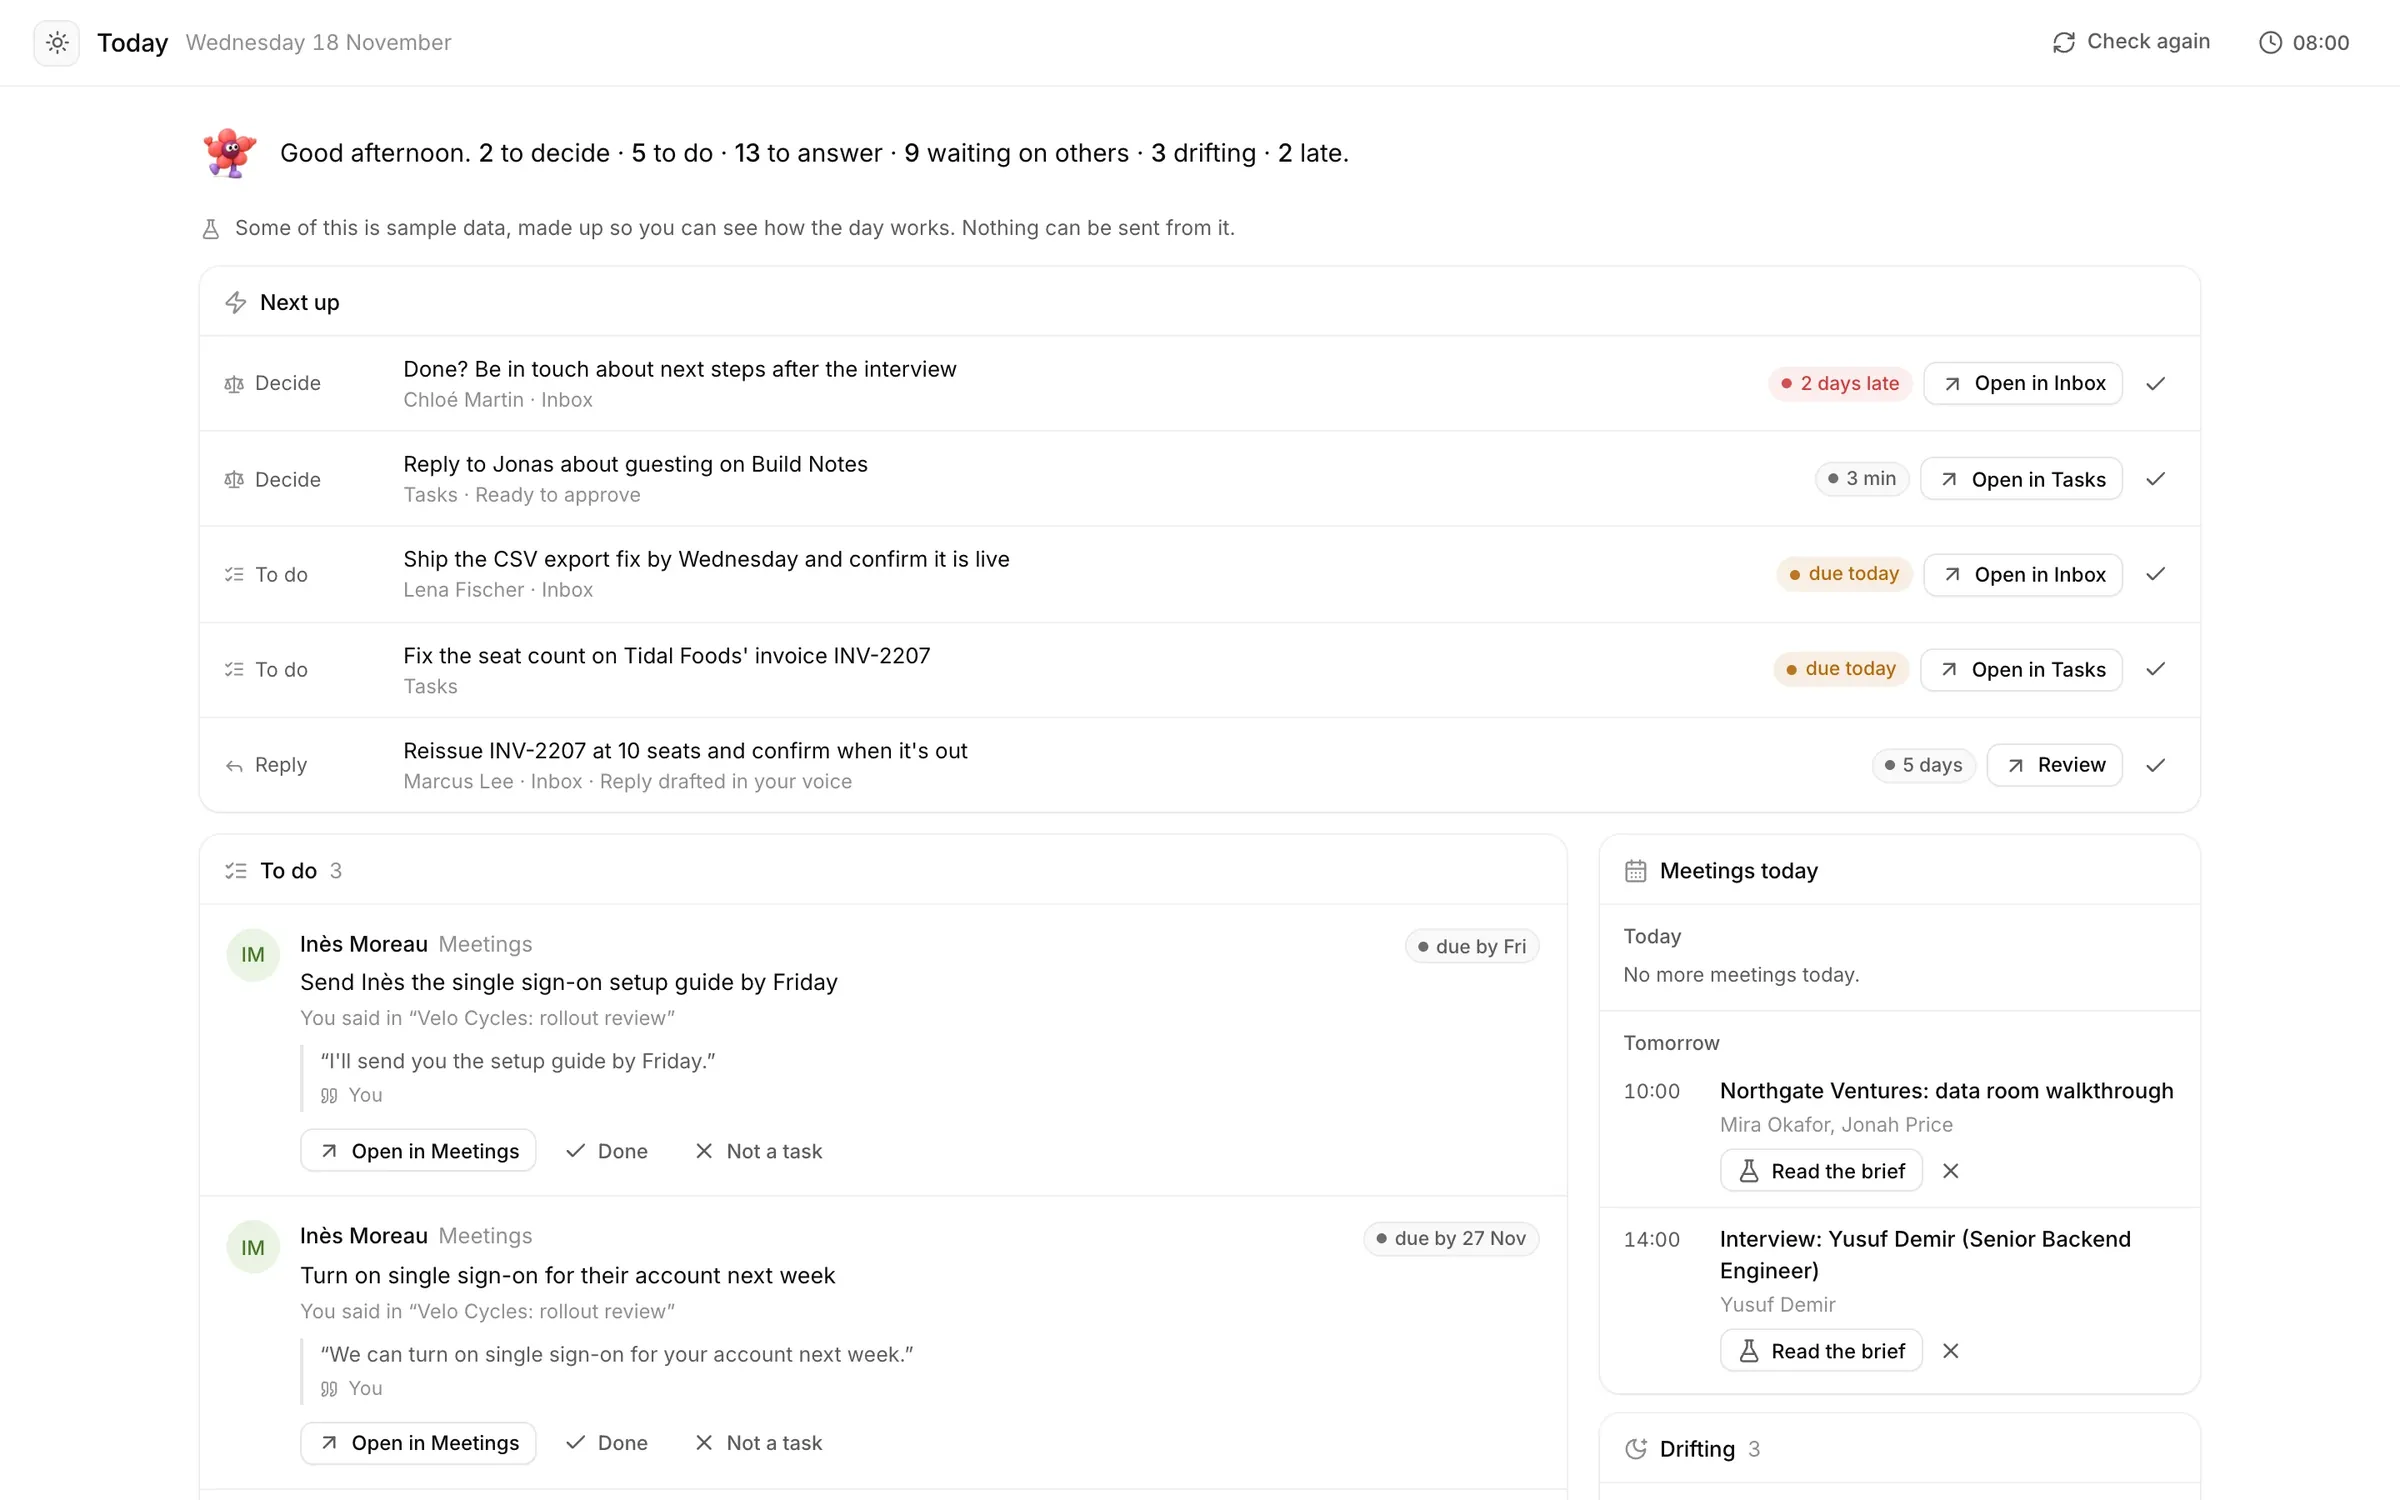 Today Wednesday 18 November
Check again 08:00
Good afternoon. 2 to decide · 5 to do · 13 to answer · 9 waiting on others · 3 drifting · 2 late.
Some of this is sample data, made up so you can see how the day works. Nothing can be sent from it.
Next up
Decide
Done? Be in touch about next steps after the interview
Chloé Martin · Inbox
2 days late
Open in Inbox
Decide
Reply to Jonas about guesting on Build Notes
Tasks · Ready to approve
3 min
Open in Tasks
To do
Ship the CSV export fix by Wednesday and confirm it is live
Lena Fischer · Inbox
due today
Open in Inbox
To do
Fix the seat count on Tidal Foods' invoice INV-2207
Tasks
due today
Open in Tasks
Reply
Reissue INV-2207 at 10 seats and confirm when it's out
Marcus Lee · Inbox · Reply drafted in your voice
5 days
Review
To do 3
IM
Inès Moreau Meetings
due by Fri
Send Inès the single sign-on setup guide by Friday
You said in “Velo Cycles: rollout review”
“I'll send you the setup guide by Friday.”
You
Open in Meetings
Done
Not a task
IM
Inès Moreau Meetings
due by 27 Nov
Turn on single sign-on for their account next week
You said in “Velo Cycles: rollout review”
“We can turn on single sign-on for your account next week.”
You
Open in Meetings
Done
Not a task
Meetings today
Today
No more meetings today.
Tomorrow
10:00
Northgate Ventures: data room walkthrough
Mira Okafor, Jonah Price
Read the brief
14:00
Interview: Yusuf Demir (Senior Backend
Engineer)
Yusuf Demir
Read the brief
Drifting 3